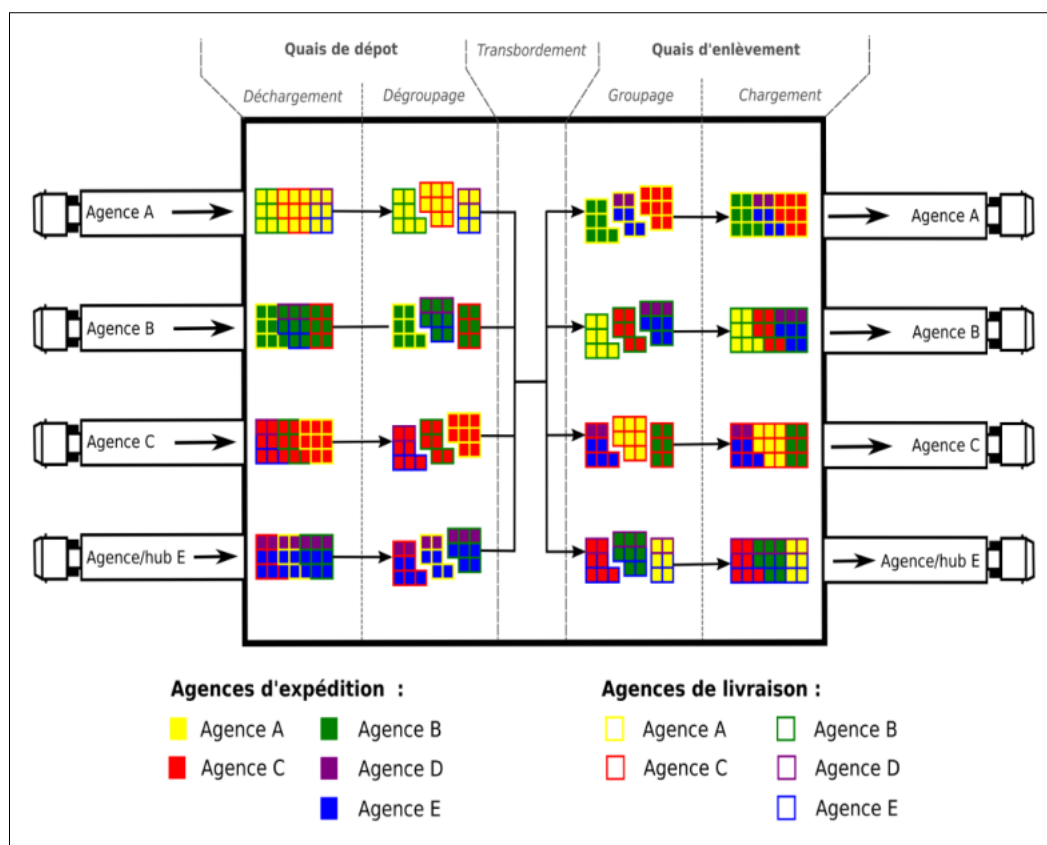 Quais de dépot
Transbordement
Quais d'enlèvement
Déchargement
Dégroupage
Groupage
Chargement
Agence A
Agence A
Agence B
Agence B
Agence C
Agence C
Agence/hub E
Agence/hub E
Agences d'expédition :
Agences de livraison :
Agence A
Agence B
Agence A
Agence B
Agence C
Agence D
Agence C
Agence D
Agence E
Agence E